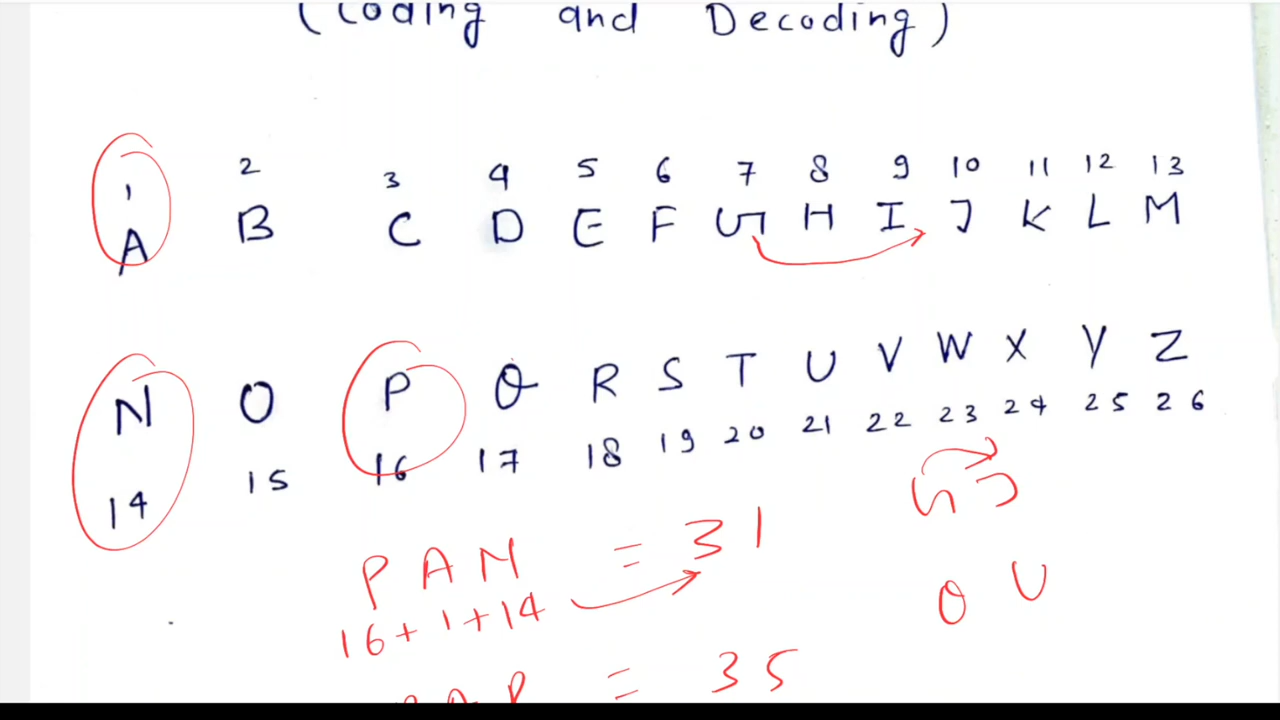 (Coding and Decoding)
1 2 3 4 5 6 7 8 9 10 11 12 13
A B C D E F G H I J K L M
N O P Q R S T U V W X Y Z
14 15 16 17 18 19 20 21 22 23 24 25 26
G J
PAN = 31
16+1+14
O U
= 35